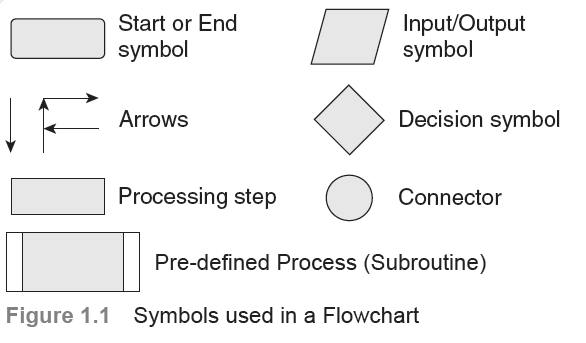 Start or End
symbol
Input/Output
symbol
Arrows
Decision symbol
Processing step
Connector
Pre-defined Process (Subroutine)
Figure 1.1 Symbols used in a Flowchart